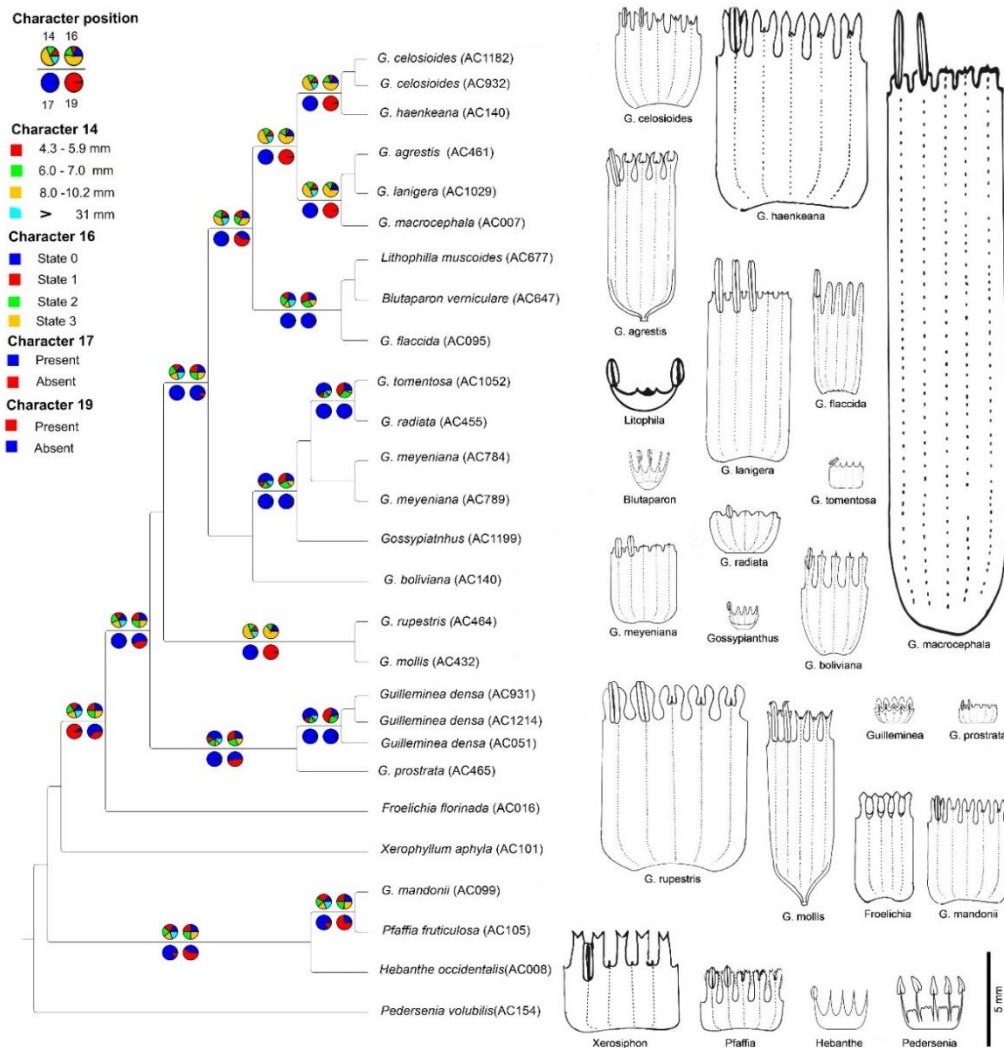 Character position
14 16
17 19
Character 14
4.3 - 5.9 mm
6.0 - 7.0 mm
8.0 - 10.2 mm
> 31 mm
Character 16
State 0
State 1
State 2
State 3
Character 17
Present
Absent
Character 19
Present
Absent
G. celosioides (AC1182)
G. celosioides (AC932)
G. haenkeana (AC140)
G. agrestis (AC461)
G. lanigera (AC1029)
G. macrocephala (AC007)
Lithophilia muscoides (AC677)
Blutaparon verniculare (AC647)
G. flaccida (AC095)
G. tomentosa (AC1052)
G. radiata (AC455)
G. meyeniana (AC784)
G. meyeniana (AC789)
Gossypiatnhus (AC1199)
G. boliviana (AC140)
G. rupestris (AC464)
G. mollis (AC432)
Guilleminea densa (AC931)
Guilleminea densa (AC1214)
Guilleminea densa (AC051)
G. prostrata (AC465)
Froelichia florinada (AC016)
Xerophyllum aphyla (AC101)
G. mandonii (AC099)
Pfaffia fruticulosa (AC105)
Hebanthe occidentalis(AC008)
Pedersenia volubilis(AC154)
G. celosioides
G. haenkeana
G. agrestis
G. lanigera
G. flaccida
Litophila
Blutaparon
G. tomentosa
G. radiata
G. meyeniana
Gossypianthus
G. boliviana
G. macrocephala
G. rupestris
G. mollis
Guilleminea
G. prostrata
Froelichia
G. mandonii
Xerosiphon
Pfaffia
Hebanthe
Pedersenia
5 mm